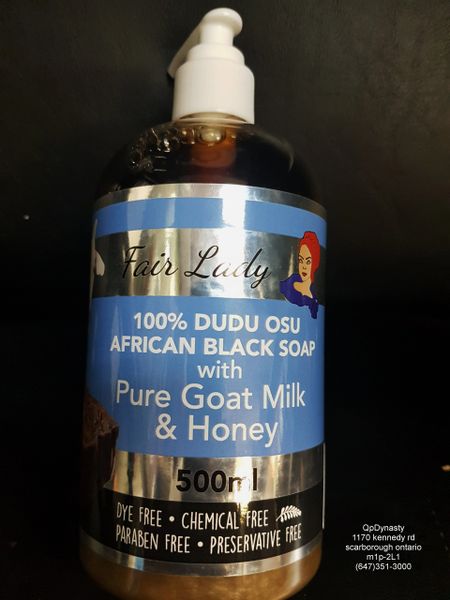 Fair Lady
100% DUDU OSU
AFRICAN BLACK SOAP
with
Pure Goat Milk
& Honey
500ml
DYE FREE • CHEMICAL FREE
PARABEN FREE • PRESERVATIVE FREE
QpDynasty
1170 kennedy rd
scarborough ontario
m1p-2L1
(647)351-3000